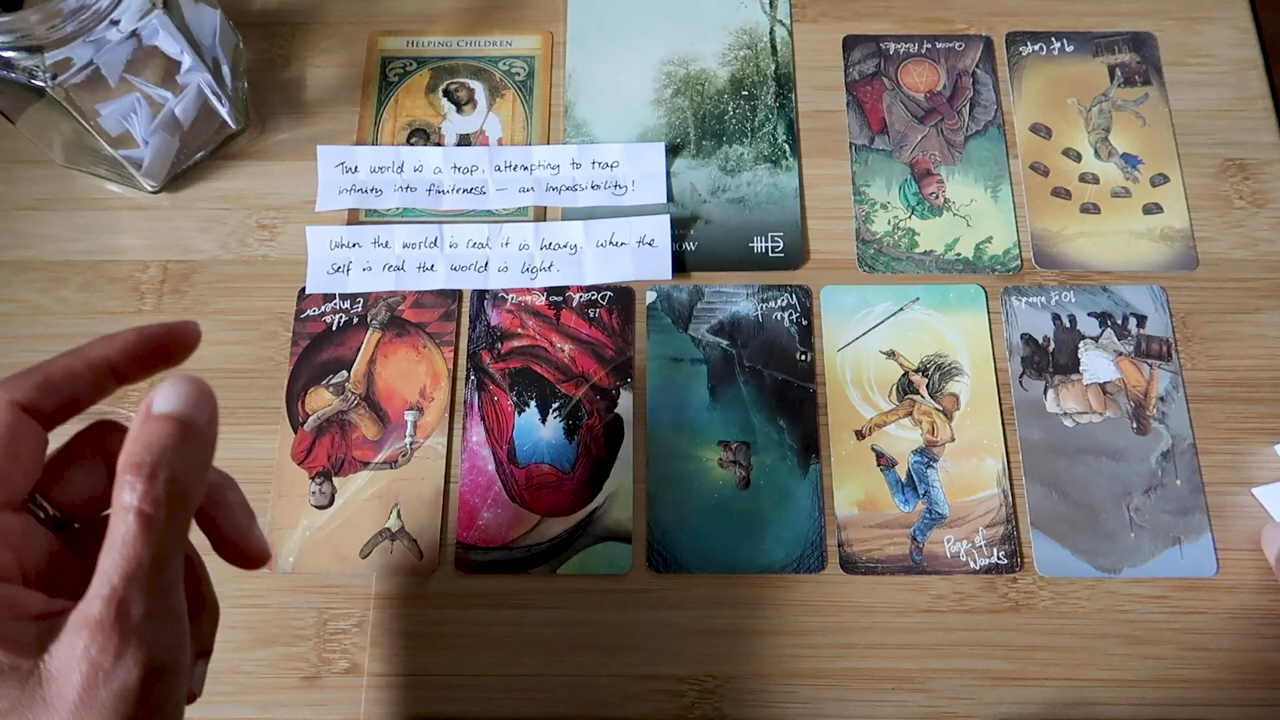 HELPING CHILDREN
Queen of Pentacles
9 of Cups
The world is a trap, attempting to trap
infinity into finiteness — an impossibility!
When the world is real it is heavy. When the
Self is real the world is light.
4. the
Emperor
13.
Death ∞ Rebirth
9. the
hermit
Page of
Wands
10 of Wands